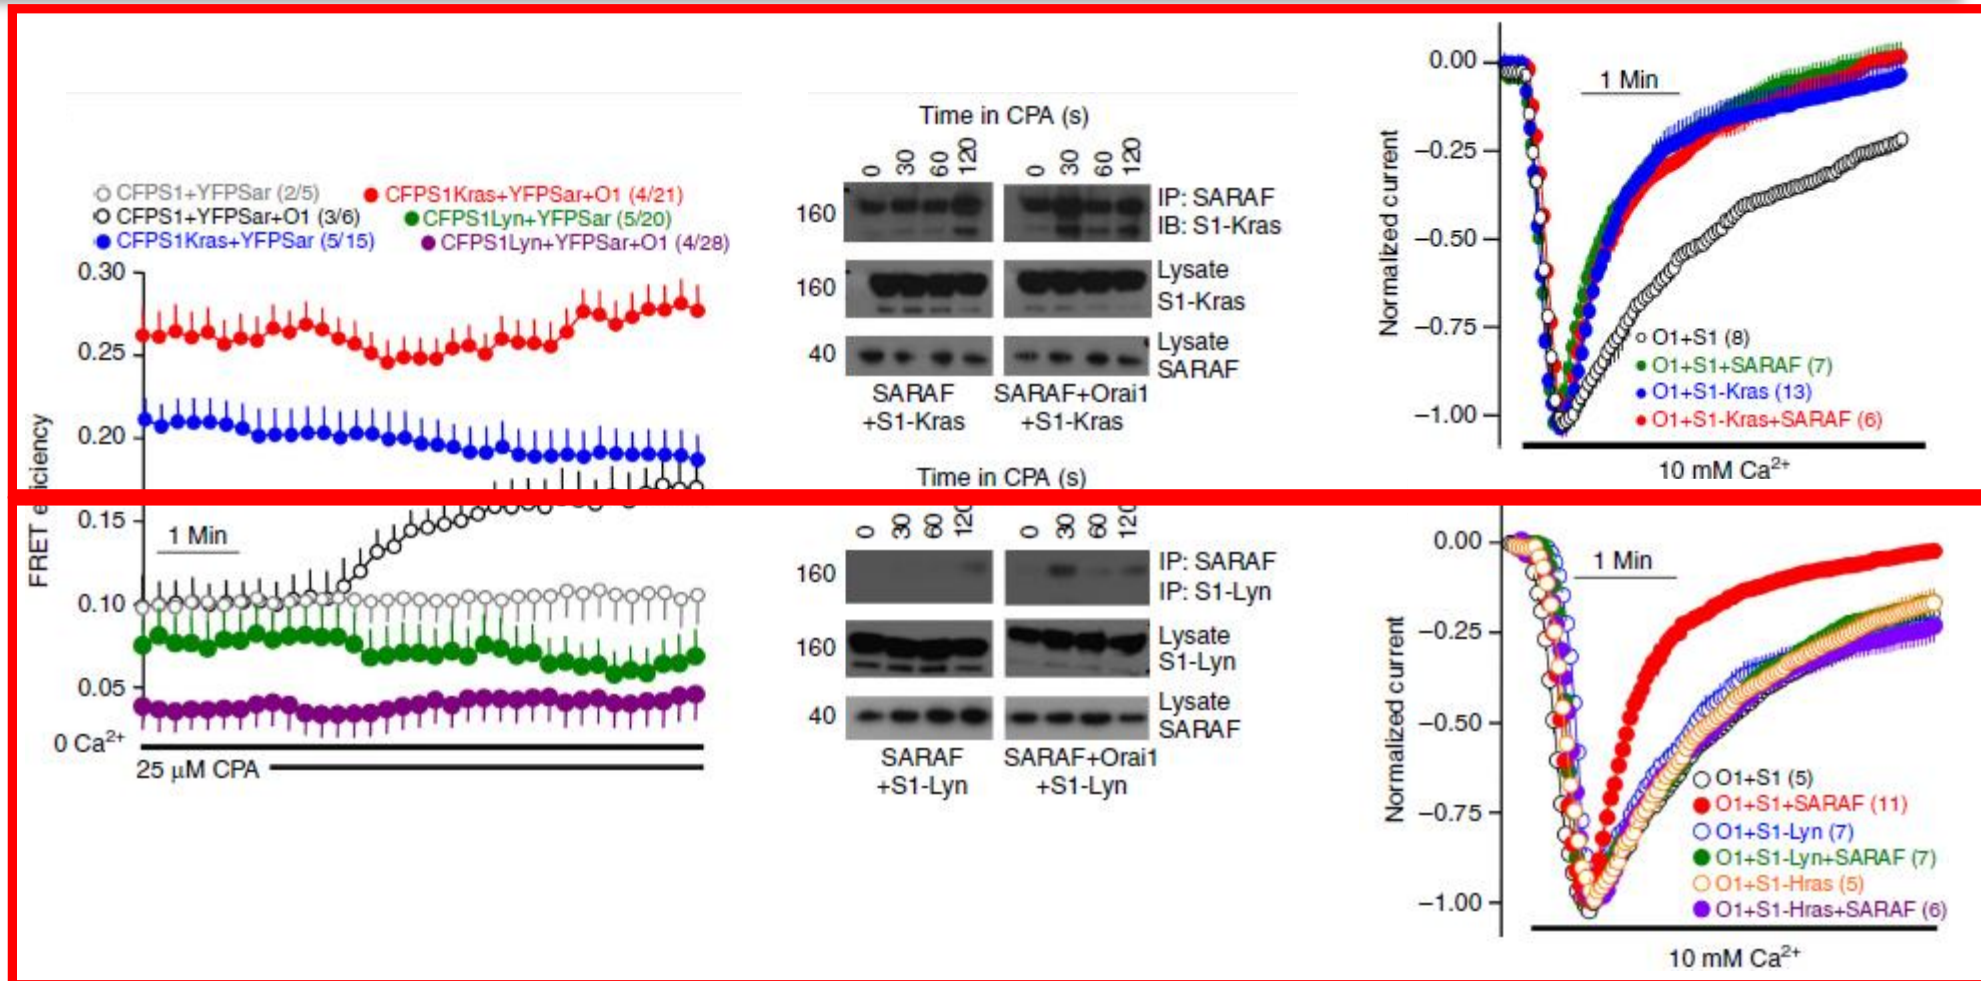 CFPS1+YFPSar (2/5)
CFPS1Kras+YFPSar+O1 (4/21)
CFPS1+YFPSar+O1 (3/6)
CFPS1Lyn+YFPSar (5/20)
CFPS1Kras+YFPSar (5/15)
CFPS1Lyn+YFPSar+O1 (4/28)
0.30
0.25
0.20
0.15
0.10
0.05
0 Ca²⁺
FRET
1 Min
25 μM CPA
Time in CPA (s)
0 30 60 120 0 30 60 120
160
IP: SARAF
IB: S1-Kras
160
Lysate
S1-Kras
40
Lysate
SARAF
SARAF
+S1-Kras
SARAF+Orai1
+S1-Kras
Time in CPA (s)
0 30 60 120 0 30 60 120
160
IP: SARAF
IP: S1-Lyn
160
Lysate
S1-Lyn
40
Lysate
SARAF
SARAF
+S1-Lyn
SARAF+Orai1
+S1-Lyn
Normalized current
0.00
−0.25
−0.50
−0.75
−1.00
1 Min
O1+S1 (8)
O1+S1+SARAF (7)
O1+S1-Kras (13)
O1+S1-Kras+SARAF (6)
10 mM Ca²⁺
Normalized current
0.00
−0.25
−0.50
−0.75
−1.00
1 Min
O1+S1 (5)
O1+S1+SARAF (11)
O1+S1-Lyn (7)
O1+S1-Lyn+SARAF (7)
O1+S1-Hras (5)
O1+S1-Hras+SARAF (6)
10 mM Ca²⁺